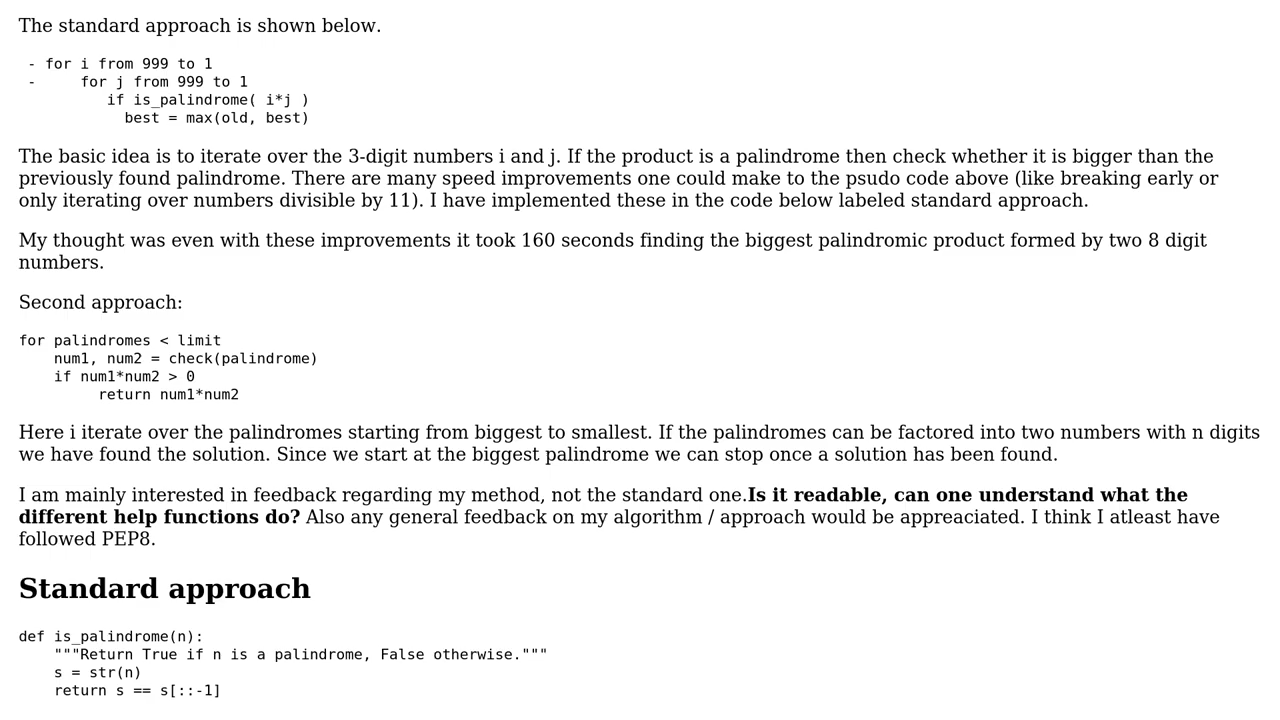 The standard approach is shown below.
- for i from 999 to 1
-     for j from 999 to 1
          if is_palindrome( i*j )
            best = max(old, best)
The basic idea is to iterate over the 3-digit numbers i and j. If the product is a palindrome then check whether it is bigger than the
previously found palindrome. There are many speed improvements one could make to the psudo code above (like breaking early or
only iterating over numbers divisible by 11). I have implemented these in the code below labeled standard approach.
My thought was even with these improvements it took 160 seconds finding the biggest palindromic product formed by two 8 digit
numbers.
Second approach:
for palindromes < limit
    num1, num2 = check(palindrome)
    if num1*num2 > 0
         return num1*num2
Here i iterate over the palindromes starting from biggest to smallest. If the palindromes can be factored into two numbers with n digits
we have found the solution. Since we start at the biggest palindrome we can stop once a solution has been found.
I am mainly interested in feedback regarding my method, not the standard one.Is it readable, can one understand what the
different help functions do? Also any general feedback on my algorithm / approach would be appreaciated. I think I atleast have
followed PEP8.
Standard approach
def is_palindrome(n):
    """Return True if n is a palindrome, False otherwise."""
    s = str(n)
    return s == s[::-1]